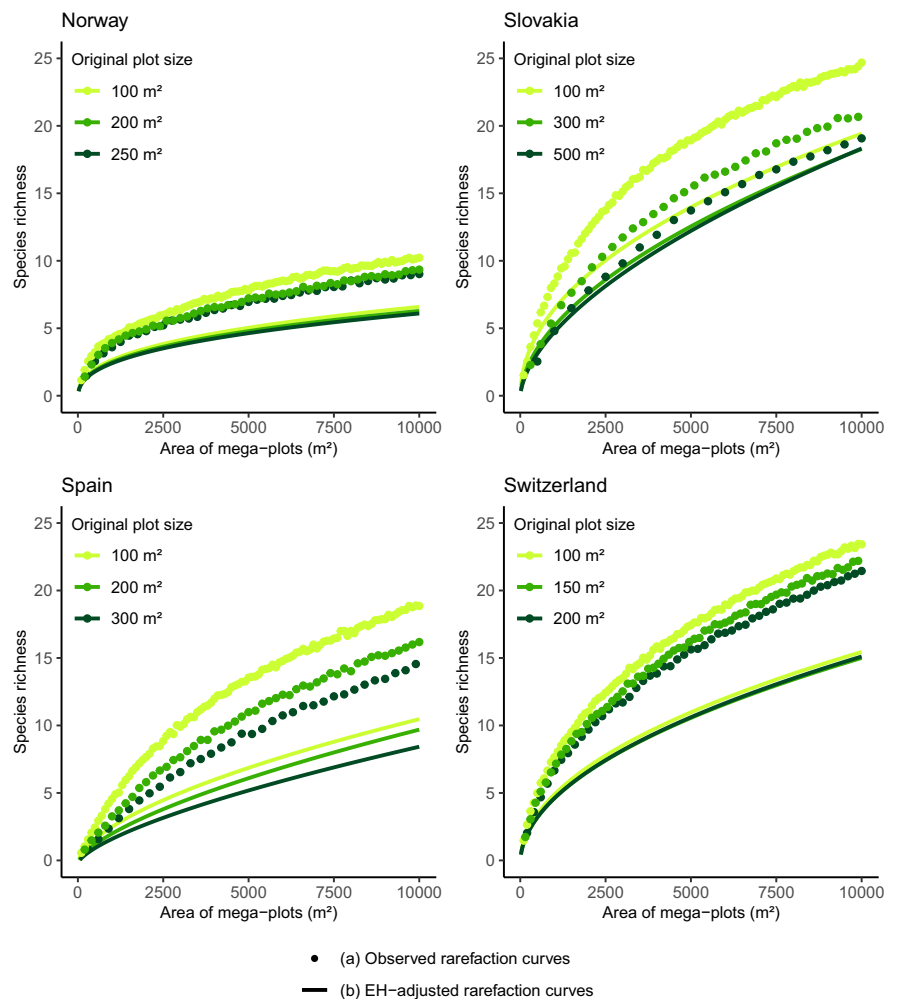 Norway
Original plot size
100 m²
200 m²
250 m²
Species richness
25
20
15
10
5
0
0 2500 5000 7500 10000
Area of mega−plots (m²)
Slovakia
Original plot size
100 m²
300 m²
500 m²
Species richness
25
20
15
10
5
0
0 2500 5000 7500 10000
Area of mega−plots (m²)
Spain
Original plot size
100 m²
200 m²
300 m²
Species richness
25
20
15
10
5
0
0 2500 5000 7500 10000
Area of mega−plots (m²)
Switzerland
Original plot size
100 m²
150 m²
200 m²
Species richness
25
20
15
10
5
0
0 2500 5000 7500 10000
Area of mega−plots (m²)
(a) Observed rarefaction curves
(b) EH−adjusted rarefaction curves